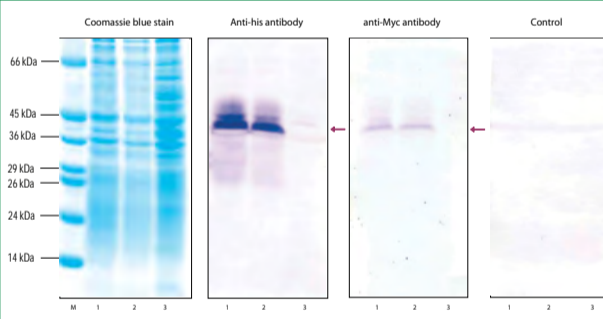 Coomassie blue stain
Anti-his antibody
anti-Myc antibody
Control
66 kDa
45 kDa
36 kDa
29 kDa
26 kDa
24 kDa
14 kDa
M 1 2 3
1 2 3
1 2 3
1 2 3